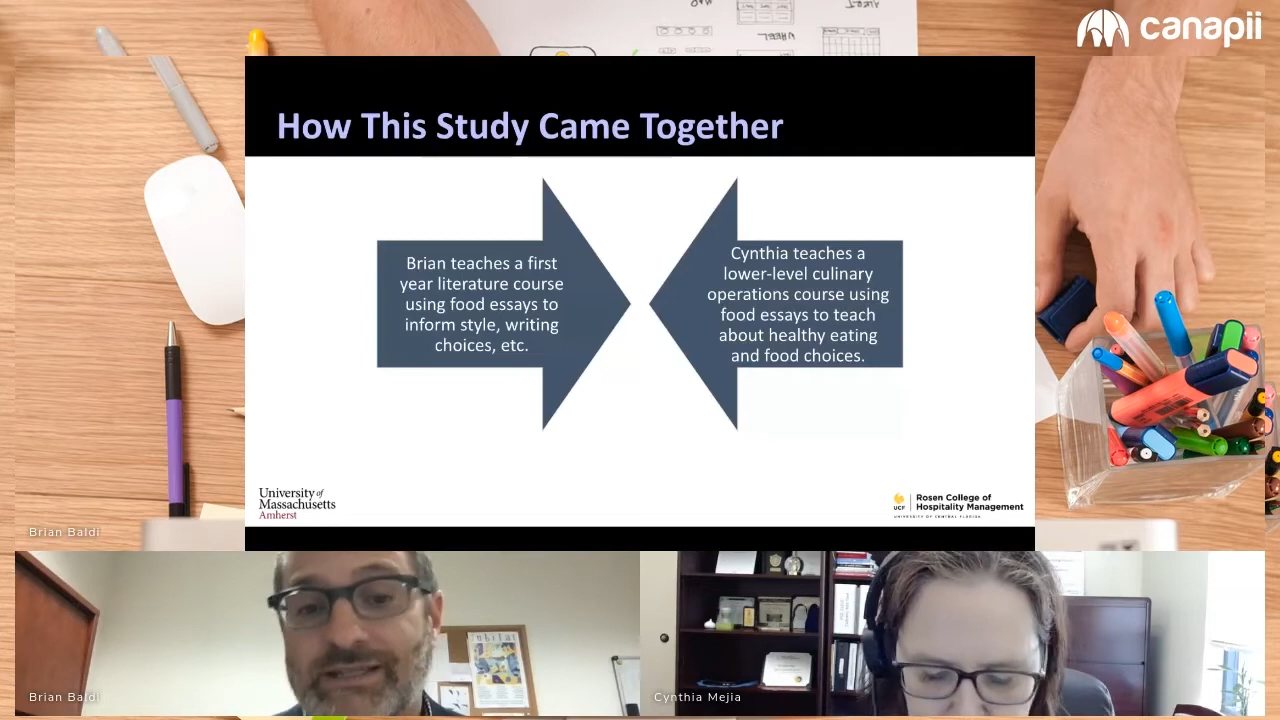 canapii
How This Study Came Together
Brian teaches a first
year literature course
using food essays to
inform style, writing
choices, etc.
Cynthia teaches a
lower-level culinary
operations course using
food essays to teach
about healthy eating
and food choices.
University of
Massachusetts
Amherst
UCF
Rosen College of
Hospitality Management
UNIVERSITY OF CENTRAL FLORIDA
Brian Baldi
Brian Baldi
Cynthia Mejia
jubilat